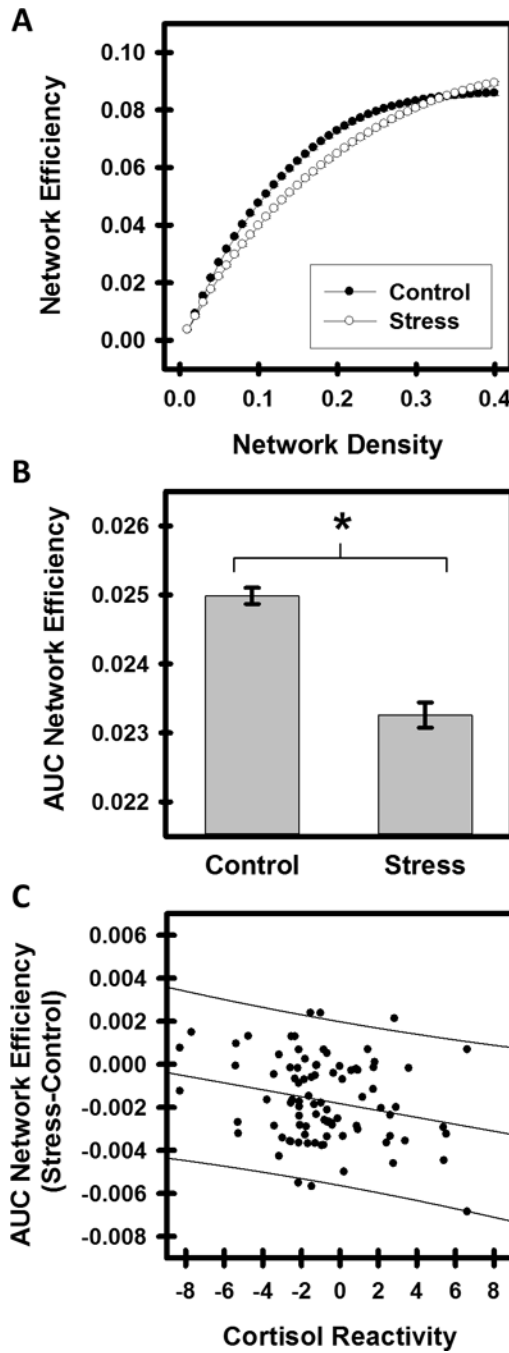 A
Network Efficiency
0.10
0.08
0.06
0.04
0.02
0.00
Control
Stress
0.0 0.1 0.2 0.3 0.4
Network Density
B
AUC Network Efficiency
0.026
0.025
0.024
0.023
0.022
*
Control Stress
C
AUC Network Efficiency
(Stress-Control)
0.006
0.004
0.002
0.000
-0.002
-0.004
-0.006
-0.008
-8 -6 -4 -2 0 2 4 6 8
Cortisol Reactivity